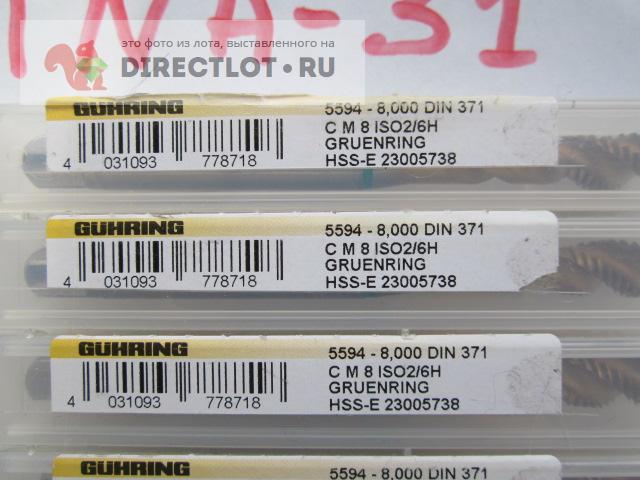 INA-31
это фото из лота, выставленного на
DIRECTLOT.RU
GÜHRING
5594 - 8,000 DIN 371
C M 8 ISO2/6H
GRUENRING
HSS-E 23005738
4 031093 778718
GÜHRING
5594 - 8,000 DIN 371
C M 8 ISO2/6H
GRUENRING
HSS-E 23005738
4 031093 778718
GÜHRING
5594 - 8,000 DIN 371
C M 8 ISO2/6H
GRUENRING
HSS-E 23005738
4 031093 778718
GÜHRING
5594 - 8,000 DIN 371